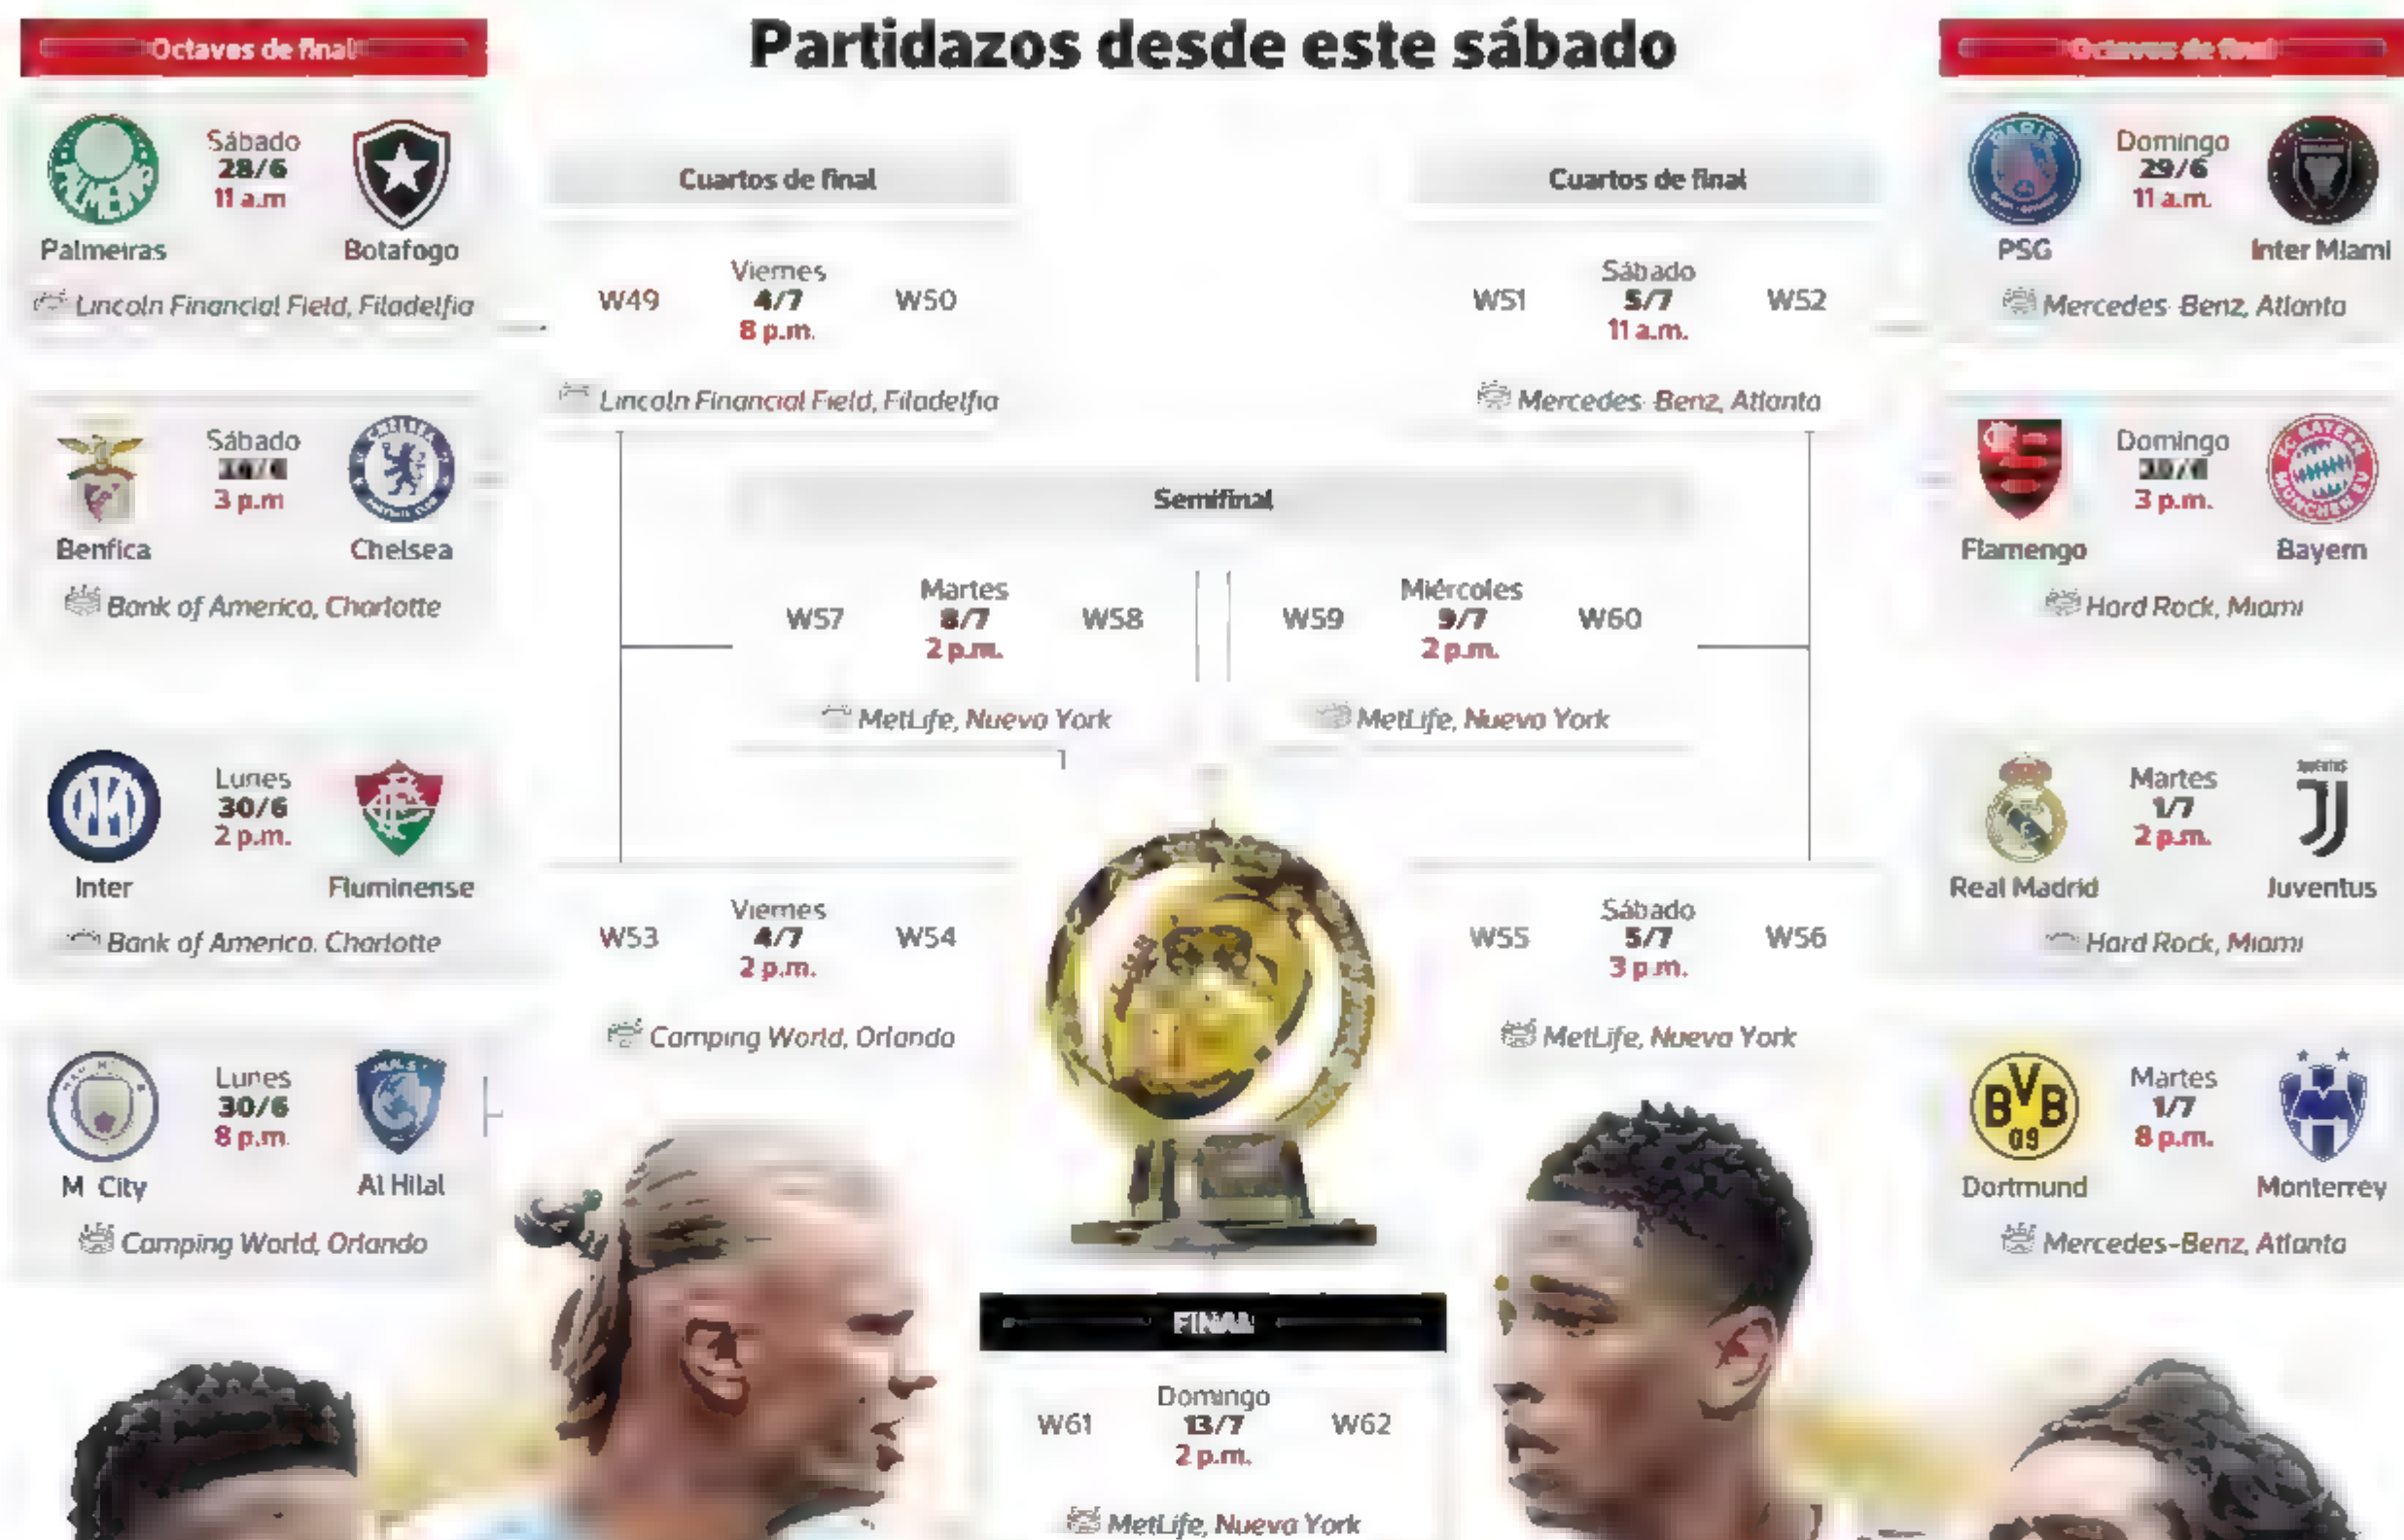 Partidazos desde este sábado
Octavos de final
Sábado
28/6
11 a.m
Palmeiras
Botafogo
Lincoln Financial Field, Filadelfia
Sábado
3 p.m
Benfica
Chelsea
Bank of America, Charlotte
Lunes
30/6
2 p.m.
Inter
Fluminense
Bank of America, Charlotte
Lunes
30/6
8 p.m.
M City
Al Hilal
Camping World, Orlando
Cuartos de final
W49
Viernes
4/7
8 p.m.
W50
Lincoln Financial Field, Filadelfia
W53
Viernes
4/7
2 p.m.
W54
Camping World, Orlando
Semifinal
W57
Martes
8/7
2 p.m.
W58
MetLife, Nueva York
W59
Miércoles
9/7
2 p.m.
W60
MetLife, Nueva York
FINAL
W61
Domingo
13/7
2 p.m.
W62
MetLife, Nueva York
Cuartos de final
W51
Sábado
5/7
11 a.m.
W52
Mercedes-Benz, Atlanta
W55
Sábado
5/7
3 p.m.
W56
MetLife, Nueva York
Octavos de final
PARIS
Domingo
29/6
11 a.m.
PSG
Inter Miami
Mercedes-Benz, Atlanta
Domingo
3 p.m.
Flamengo
Bayern
Hard Rock, Miami
Martes
1/7
2 p.m.
Real Madrid
Juventus
Hard Rock, Miami
BVB
09
Martes
1/7
8 p.m.
Dortmund
Monterrey
Mercedes-Benz, Atlanta